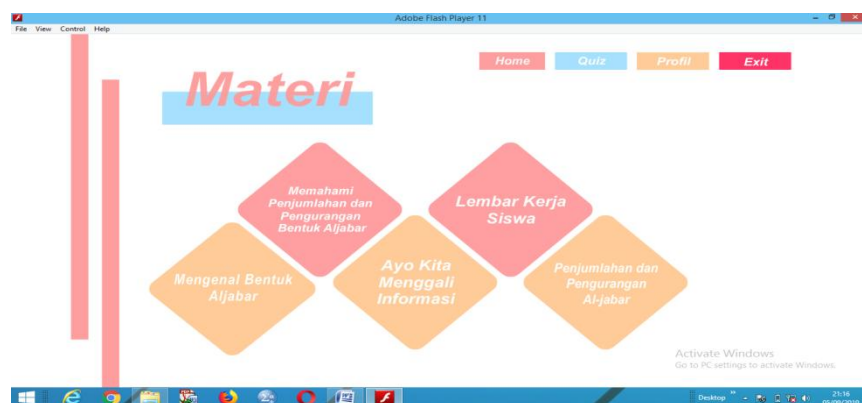 Adobe Flash Player 11
File View Control Help
Home Quiz Profil Exit
Materi
Memahami
Penjumlahan dan
Pengurangan
Bentuk Aljabar
Lembar Kerja
Siswa
Mengenal Bentuk
Aljabar
Ayo Kita
Menggali
Informasi
Penjumlahan dan
Pengurangan
Al-jabar
Activate Windows
Go to PC settings to activate Windows.
Desktop
21:16